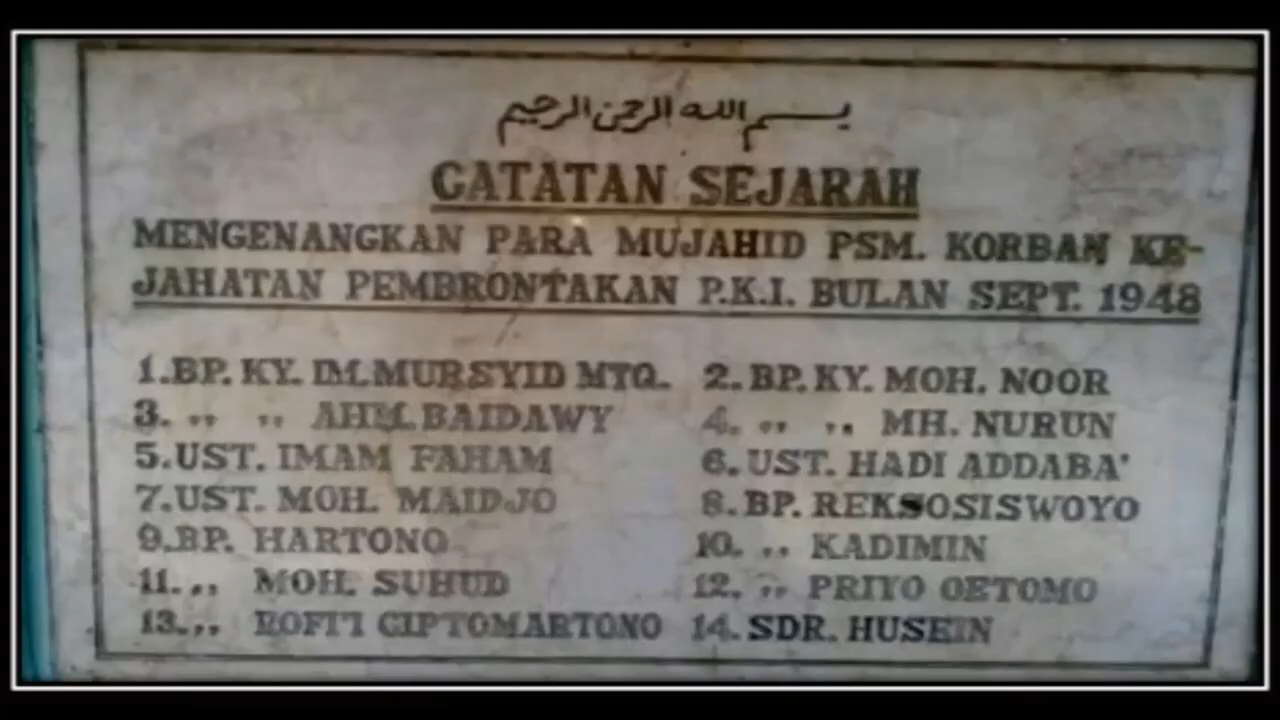 بسم الله الرحمن الرحيم
CATATAN SEJARAH
MENGENANGKAN PARA MUJAHID PSM. KORBAN KE-
JAHATAN PEMBRONTAKAN P.K.I. BULAN SEPT. 1948
1. BP. KY. IM. MURSYID MTQ. 2. BP. KY. MOH. NOOR
3. ,, ,, AHM. BAIDAWY 4. ,, ,, MH. NURUN
5. UST. IMAM FAHAM 6. UST. HADI ADDABA'
7. UST. MOH. MAIDJO 8. BP. REKSOSISWOYO
9. BP. HARTONO 10. ,, KADIMIN
11. ,, MOH. SUHUD 12. ,, PRIYO OETOMO
13. ,, ROFI'I CIPTOMARTONO 14. SDR. HUSEIN